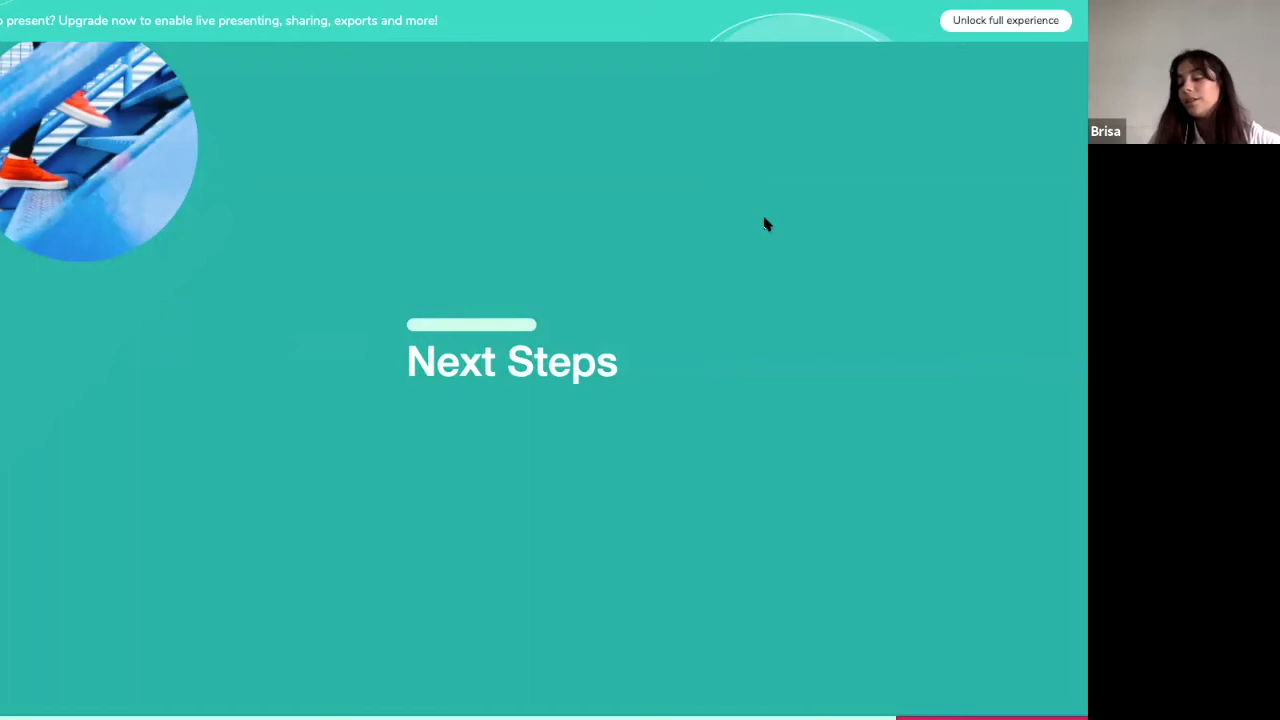 present? Upgrade now to enable live presenting, sharing, exports and more!
Unlock full experience
Brisa
Next Steps